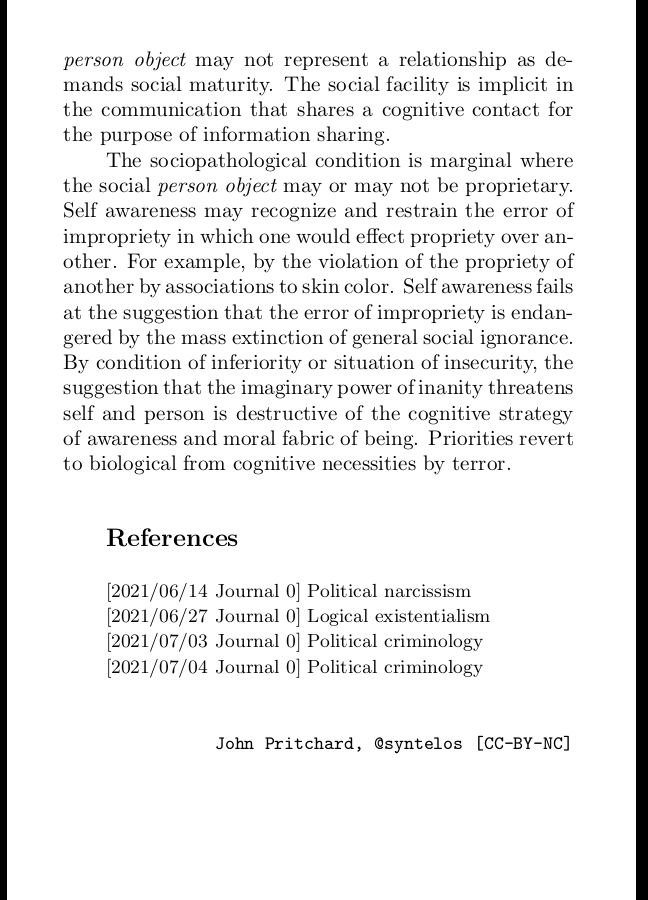 person object may not represent a relationship as de-
mands social maturity. The social facility is implicit in
the communication that shares a cognitive contact for
the purpose of information sharing.
The sociopathological condition is marginal where
the social person object may or may not be proprietary.
Self awareness may recognize and restrain the error of
impropriety in which one would effect propriety over an-
other. For example, by the violation of the propriety of
another by associations to skin color. Self awareness fails
at the suggestion that the error of impropriety is endan-
gered by the mass extinction of general social ignorance.
By condition of inferiority or situation of insecurity, the
suggestion that the imaginary power of inanity threatens
self and person is destructive of the cognitive strategy
of awareness and moral fabric of being. Priorities revert
to biological from cognitive necessities by terror.
References
[2021/06/14 Journal 0] Political narcissism
[2021/06/27 Journal 0] Logical existentialism
[2021/07/03 Journal 0] Political criminology
[2021/07/04 Journal 0] Political criminology
John Pritchard, @syntelos [CC-BY-NC]